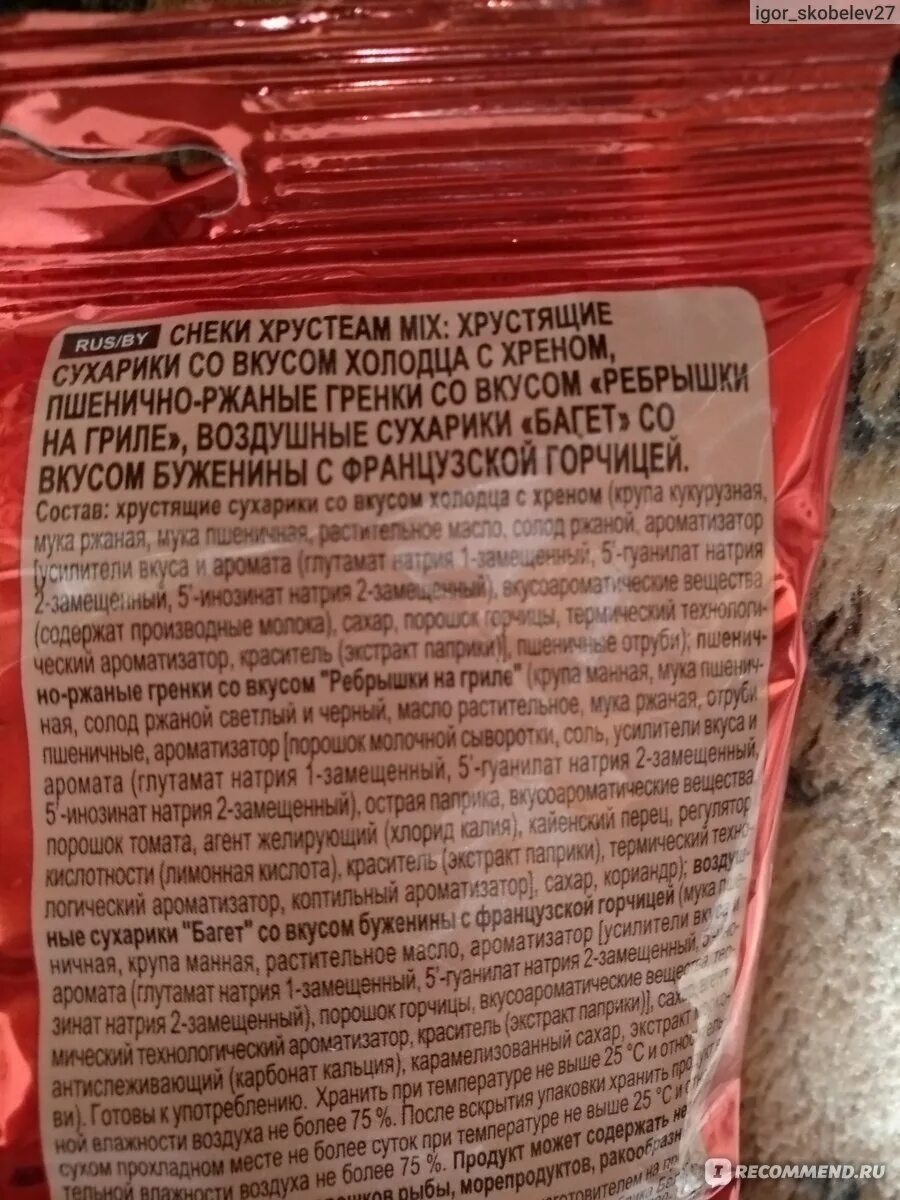 igor_skobelev27
RUS/BY СНЕКИ ХРУСТЕАМ MIX: ХРУСТЯЩИЕ
СУХАРИКИ СО ВКУСОМ ХОЛОДЦА С ХРЕНОМ,
ПШЕНИЧНО-РЖАНЫЕ ГРЕНКИ СО ВКУСОМ «РЕБРЫШКИ
НА ГРИЛЕ», ВОЗДУШНЫЕ СУХАРИКИ «БАГЕТ» СО
ВКУСОМ БУЖЕНИНЫ С ФРАНЦУЗСКОЙ ГОРЧИЦЕЙ.
Состав: хрустящие сухарики со вкусом холодца с хреном (крупа кукурузная,
мука ржаная, мука пшеничная, растительное масло, солод ржаной, ароматизатор
[усилители вкуса и аромата (глутамат натрия 1-замещенный, 5'-гуанилат натрия
2-замещенный, 5'-инозинат натрия 2-замещенный), вкусоароматические вещества
(содержат производные молока), сахар, порошок горчицы, термический технологи-
ческий ароматизатор, краситель (экстракт паприки)], пшеничные отруби); пшенич-
но-ржаные гренки со вкусом "Ребрышки на гриле" (крупа манная, мука пшенич-
ная, солод ржаной светлый и черный, масло растительное, мука ржаная, отруби
пшеничные, ароматизатор [порошок молочной сыворотки, соль, усилители вкуса и
аромата (глутамат натрия 1-замещенный, 5'-гуанилат натрия 2-замещенный,
5'-инозинат натрия 2-замещенный), острая паприка, вкусоароматические вещества
порошок томата, агент желирующий (хлорид калия), кайенский перец, регулятор
кислотности (лимонная кислота), краситель (экстракт паприки), термический техно-
логический ароматизатор, коптильный ароматизатор], сахар, кориандр); воздуш-
ные сухарики "Багет" со вкусом буженины с французской горчицей (мука пше-
ничная, крупа манная, растительное масло, ароматизатор [усилители вкуса и
аромата (глутамат натрия 1-замещенный, 5'-гуанилат натрия 2-замещенный,
зинат натрия 2-замещенный), порошок горчицы, вкусоароматические вещества, тер-
мический технологический ароматизатор, краситель (экстракт паприки)], сахар,
антислеживающий (карбонат кальция), карамелизованный сахар, экстракт
ви). Готовы к употреблению. Хранить при температуре не выше 25 °С и относитель-
ной влажности воздуха не более 75 %. После вскрытия упаковки хранить продукт в
сухом прохладном месте не более суток при температуре не выше 25 °С и
тельной влажности воздуха не более 75 %. Продукт может содержать не
рыбы, морепродуктов, ракообразн
RECOMMEND.RU